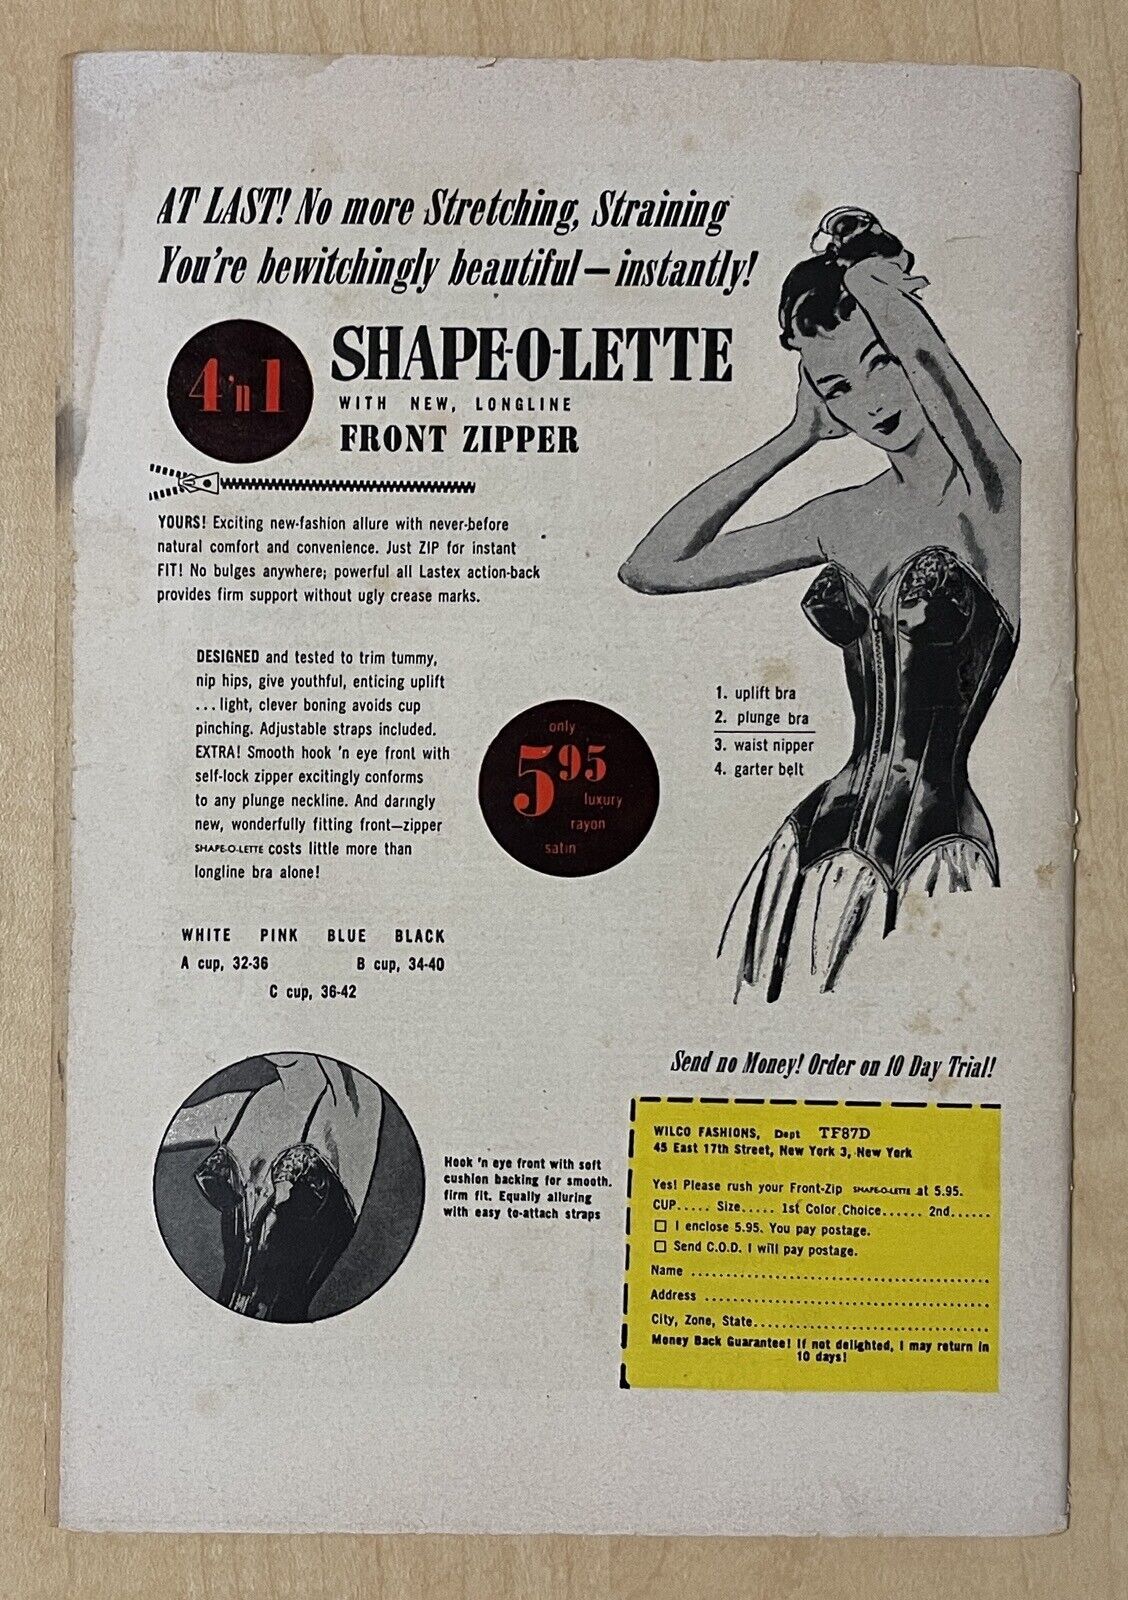 AT LAST! No more Stretching, Straining
You're bewitchingly beautiful — instantly!
4 'n 1
SHAPE-O-LETTE
WITH NEW, LONGLINE
FRONT ZIPPER
YOURS! Exciting new-fashion allure with never-before
natural comfort and convenience. Just ZIP for instant
FIT! No bulges anywhere; powerful all Lastex action-back
provides firm support without ugly crease marks.
DESIGNED and tested to trim tummy,
nip hips, give youthful, enticing uplift
...light, clever boning avoids cup
pinching. Adjustable straps included.
EXTRA! Smooth hook 'n eye front with
self-lock zipper excitingly conforms
to any plunge neckline. And daringly
new, wonderfully fitting front—zipper
SHAPE-O-LETTE costs little more than
longline bra alone!
only
5 95
luxury
rayon
satin
1. uplift bra
2. plunge bra
3. waist nipper
4. garter belt
WHITE PINK BLUE BLACK
A cup, 32-36 B cup, 34-40
C cup, 36-42
Hook 'n eye front with soft
cushion backing for smooth.
firm fit. Equally alluring
with easy to-attach straps
Send no Money! Order on 10 Day Trial!
WILCO FASHIONS, Dept TF87D
45 East 17th Street, New York 3, New York
Yes! Please rush your Front-Zip SHAPE-O-LETTE at 5.95.
CUP..... Size..... 1st Color Choice...... 2nd......
☐ I enclose 5.95. You pay postage.
☐ Send C.O.D. I will pay postage.
Name ..........................................
Address ..........................................
City, Zone, State..................................
Money Back Guarantee! If not delighted, I may return in
10 days!